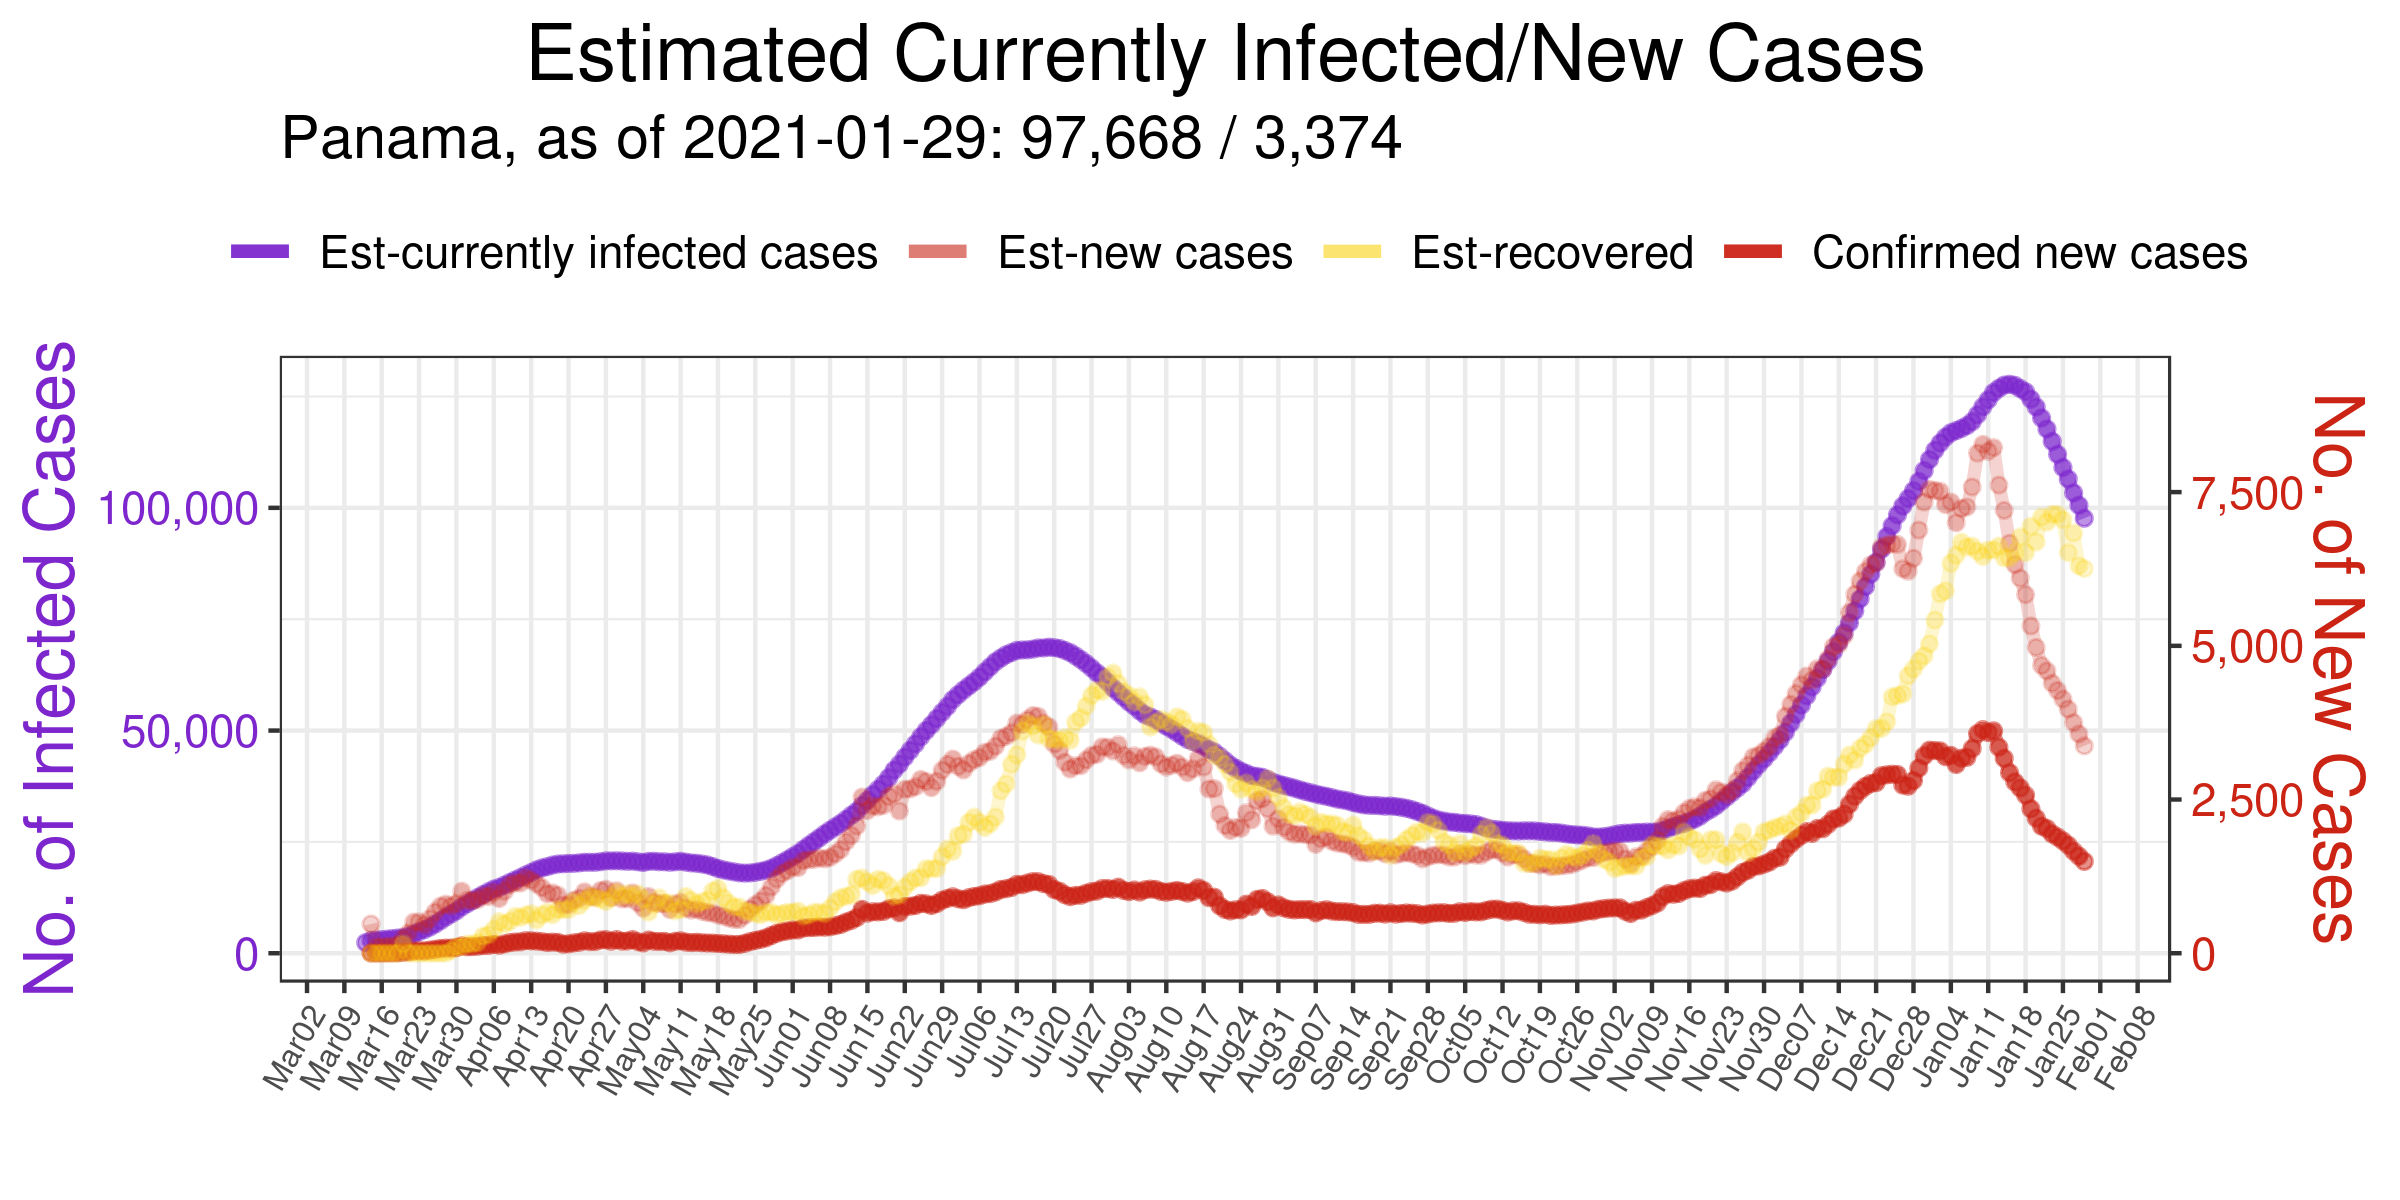 Estimated Currently Infected/New Cases
Panama, as of 2021-01-29: 97,668 / 3,374
Est-currently infected cases Est-new cases Est-recovered Confirmed new cases
No. of Infected Cases
100,000
50,000
0
7,500
5,000
2,500
0
No. of New Cases
Mar02 Mar09 Mar16 Mar23 Mar30 Apr06 Apr13 Apr20 Apr27 May04 May11 May18 May25 Jun01 Jun08 Jun15 Jun22 Jun29 Jul06 Jul13 Jul20 Jul27 Aug03 Aug10 Aug17 Aug24 Aug31 Sep07 Sep14 Sep21 Sep28 Oct05 Oct12 Oct19 Oct26 Nov02 Nov09 Nov16 Nov23 Nov30 Dec07 Dec14 Dec21 Dec28 Jan04 Jan11 Jan18 Jan25 Feb01 Feb08